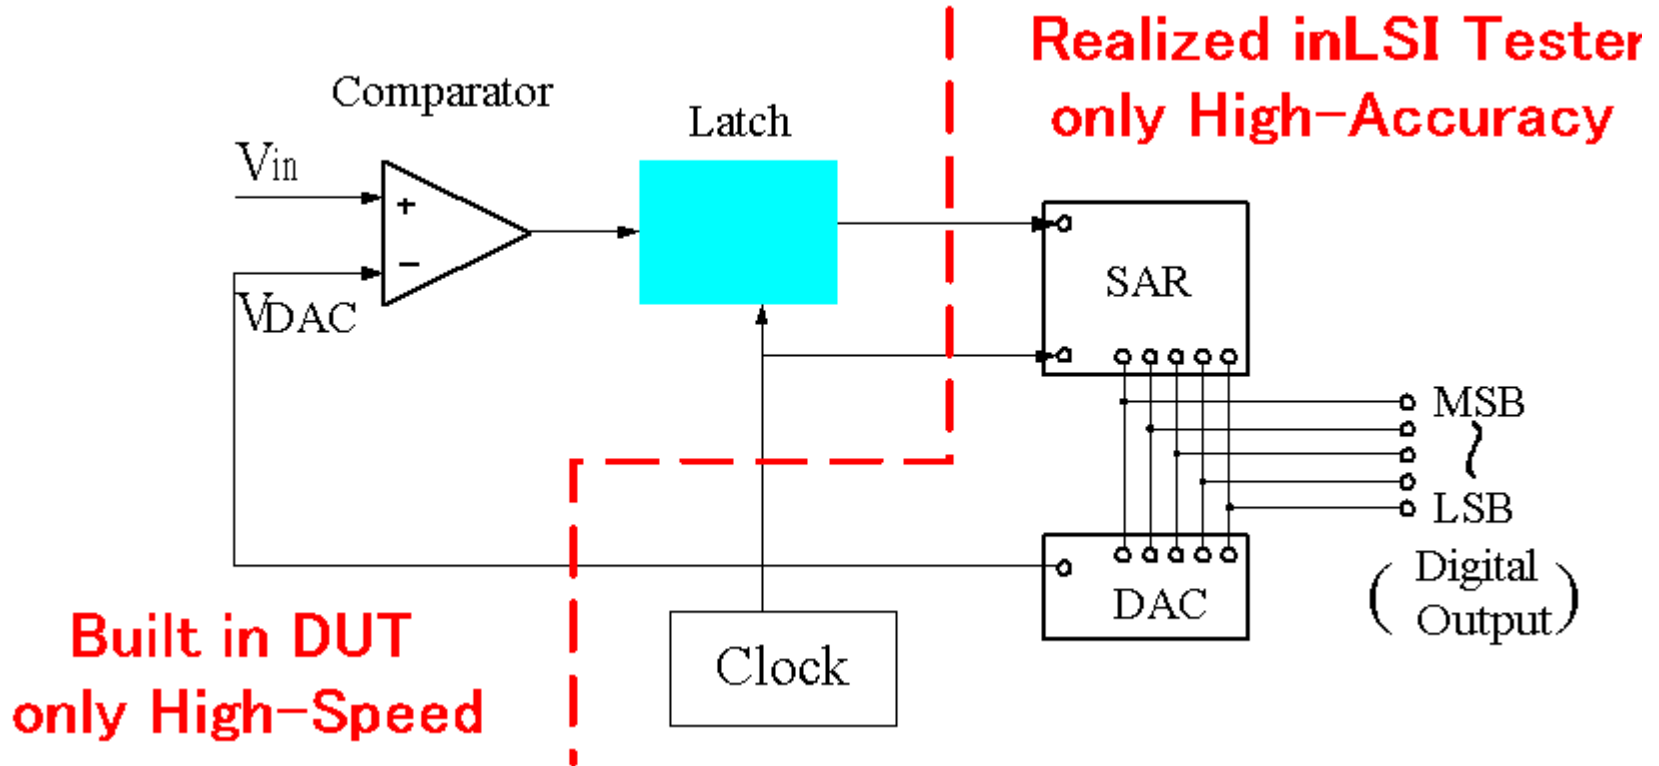 Realized inLSI Tester
only High-Accuracy
Comparator
Latch
Vin
+
−
VDAC
SAR
MSB
~
LSB
( Digital
Output )
DAC
Clock
Built in DUT
only High-Speed